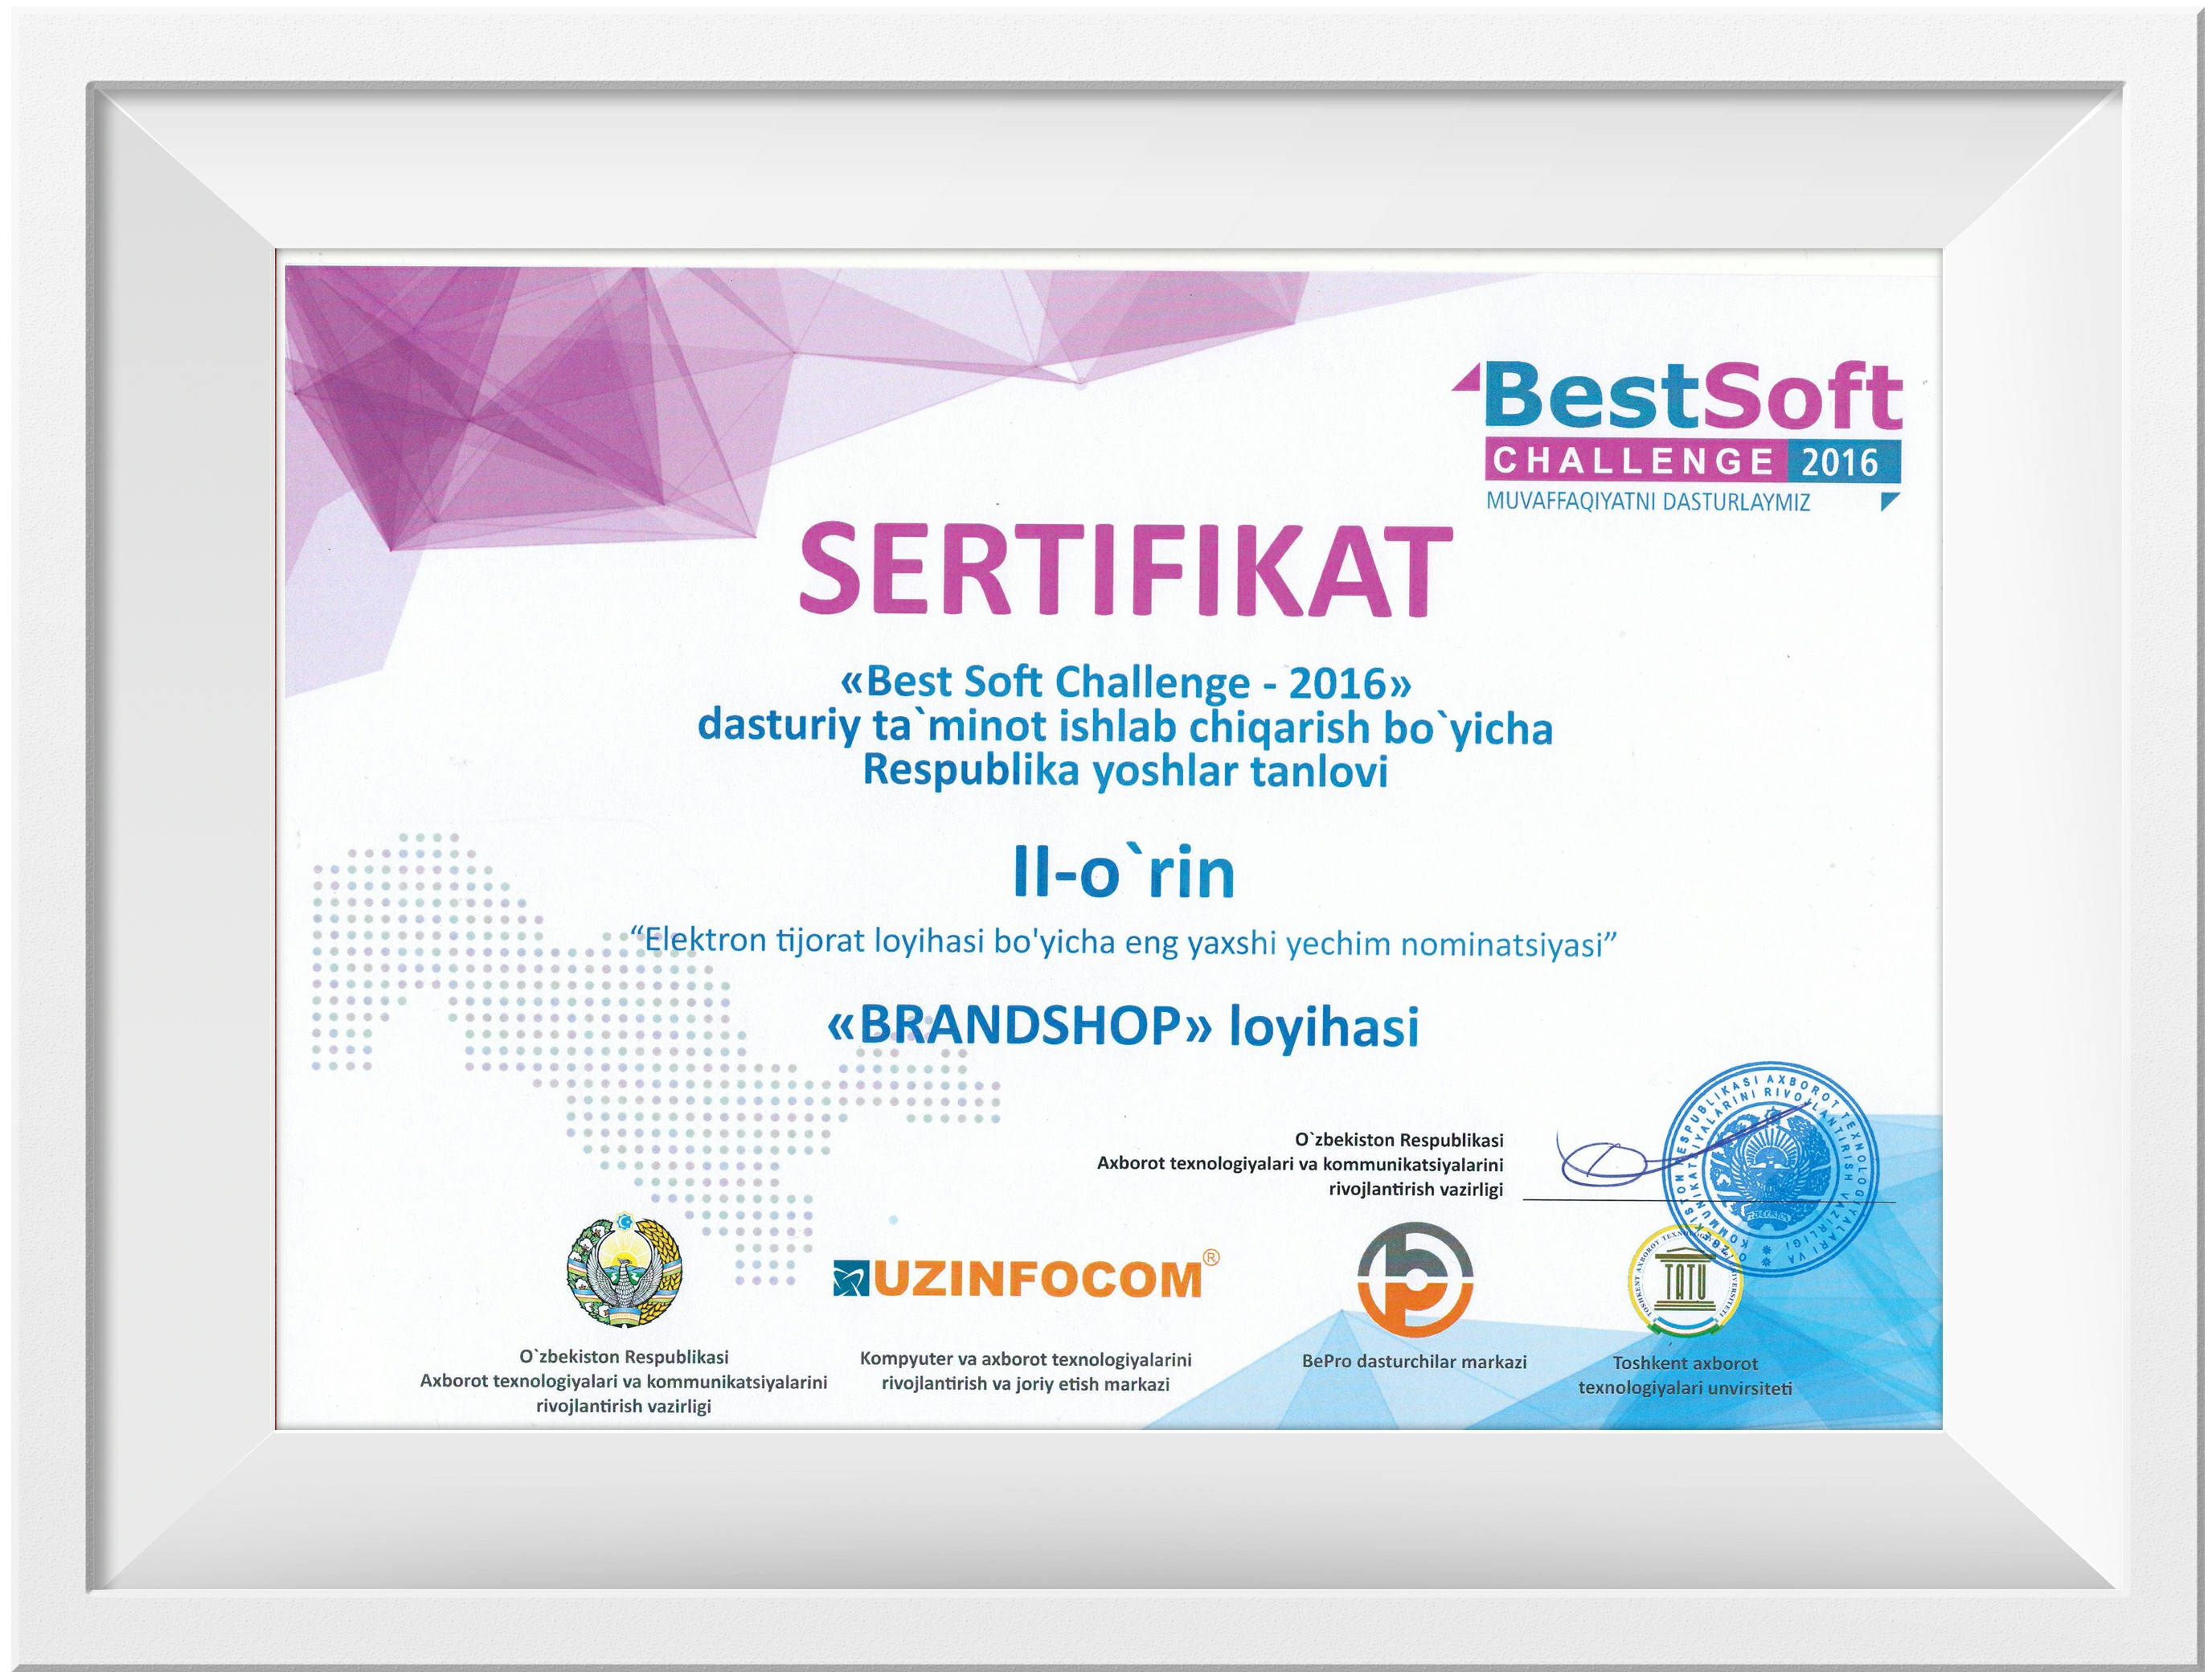 BestSoft
CHALLENGE 2016
MUVAFFAQIYATNI DASTURLAYMIZ
SERTIFIKAT
«Best Soft Challenge - 2016»
dasturiy ta`minot ishlab chiqarish bo`yicha
Respublika yoshlar tanlovi
II-o`rin
“Elektron tijorat loyihasi bo'yicha eng yaxshi yechim nominatsiyasi”
«BRANDSHOP» loyihasi
O`zbekiston Respublikasi
Axborot texnologiyalari va kommunikatsiyalarini
rivojlantirish vazirligi
UZINFOCOM®
TATU
O`zbekiston Respublikasi
Axborot texnologiyalari va kommunikatsiyalarini
rivojlantirish vazirligi
Kompyuter va axborot texnologiyalarini
rivojlantirish va joriy etish markazi
BePro dasturchilar markazi
Toshkent axborot
texnologiyalari unvirsiteti